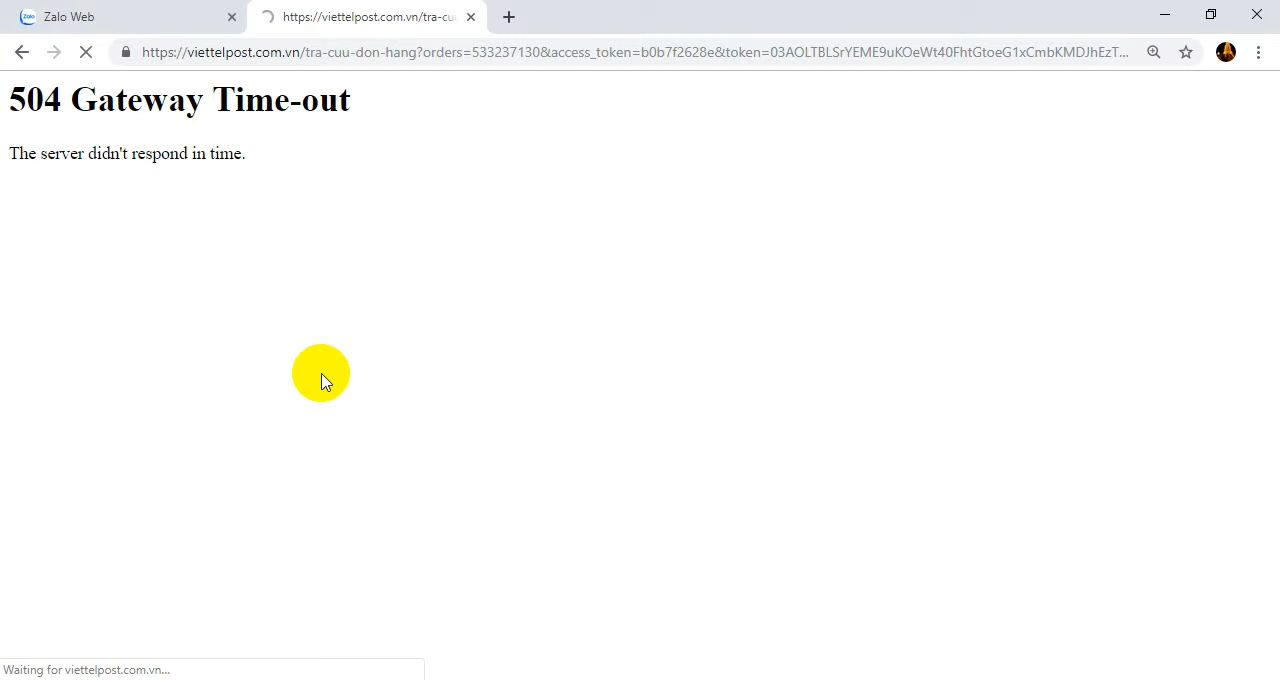 Zalo Web
https://viettelpost.com.vn/tra-cu
https://viettelpost.com.vn/tra-cuu-don-hang?orders=533237130&access_token=b0b7f2628e&token=03AOLTBLSrYEME9uKOeWt40FhtGtoeG1xCmbKMDJhEzT...
504 Gateway Time-out
The server didn't respond in time.
Waiting for viettelpost.com.vn...